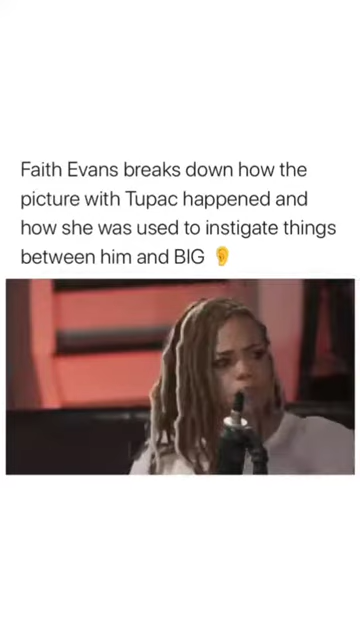 Faith Evans breaks down how the
picture with Tupac happened and
how she was used to instigate things
between him and BIG 👂